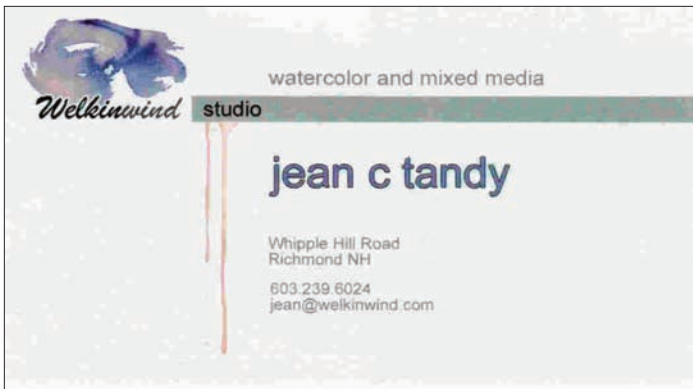 watercolor and mixed media
Welkinwind studio
jean c tandy
Whipple Hill Road
Richmond NH
603.239.6024
jean@welkinwind.com